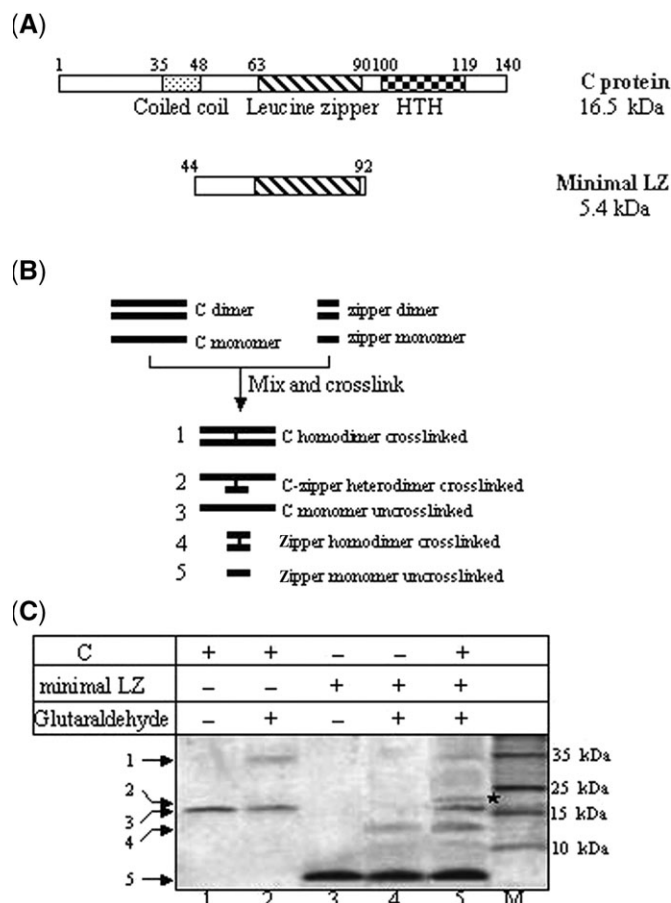 (A)
1 35 48 63 90 100 119 140
Coiled coil Leucine zipper HTH
C protein
16.5 kDa
44 92
Minimal LZ
5.4 kDa
(B)
C dimer
zipper dimer
C monomer
zipper monomer
Mix and crosslink
1 C homodimer crosslinked
2 C-zipper heterodimer crosslinked
3 C monomer uncrosslinked
4 Zipper homodimer crosslinked
5 Zipper monomer uncrosslinked
(C)
C + + – – +
minimal LZ – – + + +
Glutaraldehyde – + – + +
1 35 kDa
2 25 kDa
★
3 15 kDa
4 10 kDa
5
1 2 3 4 5 M